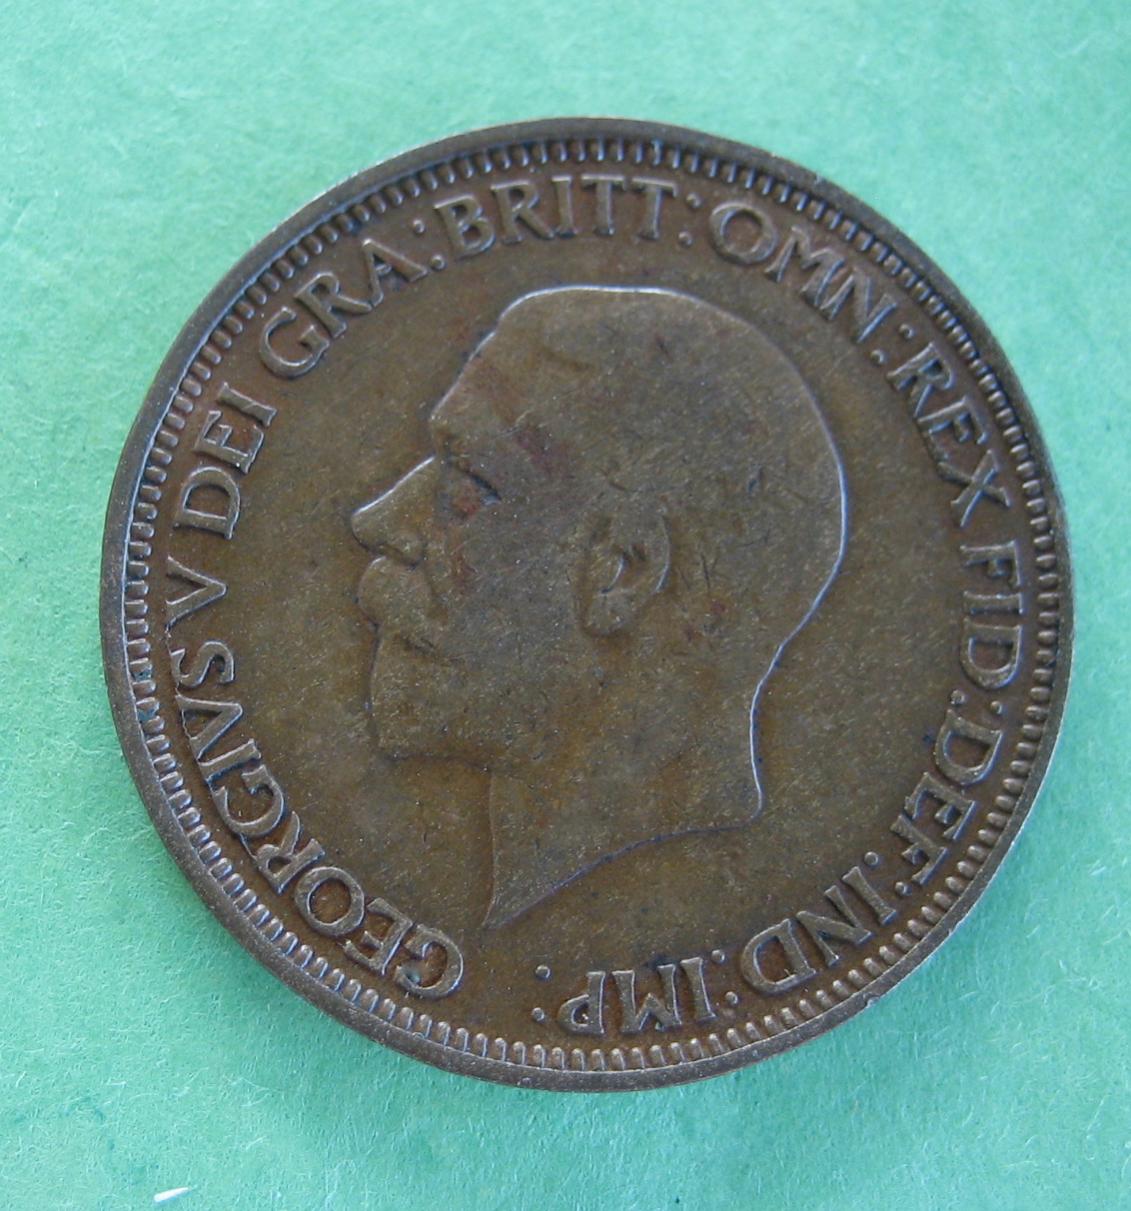 GEORGIVS V DEI GRA: BRITT: OMN: REX FID: DEF: IND: IMP: